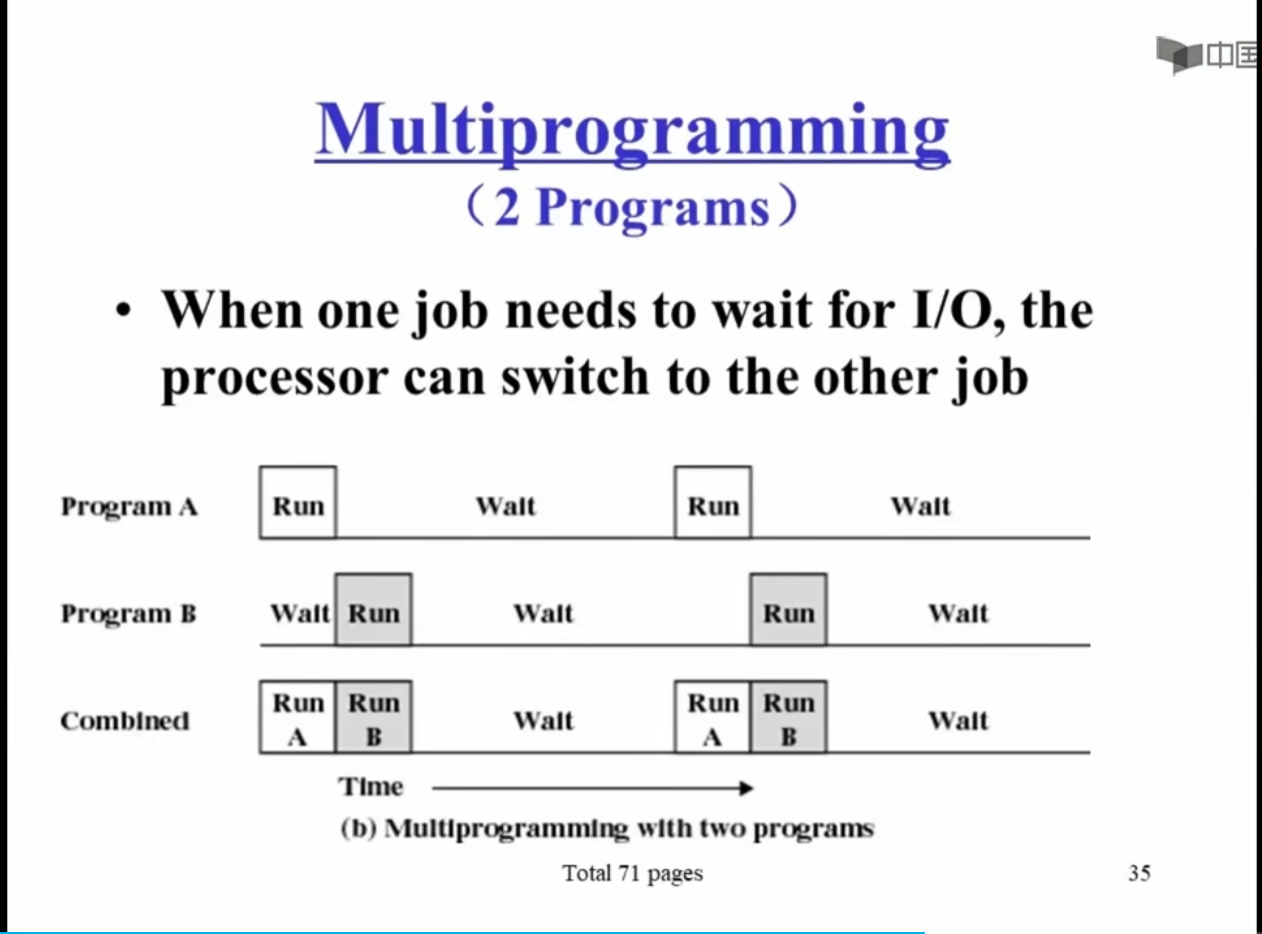 中国
Multiprogramming
（2 Programs）
• When one job needs to wait for I/O, the
processor can switch to the other job
Program A Run Wait Run Wait
Program B Wait Run Wait Run Wait
Combined Run A Run B Wait Run A Run B Wait
Time
(b) Multiprogramming with two programs
Total 71 pages 35